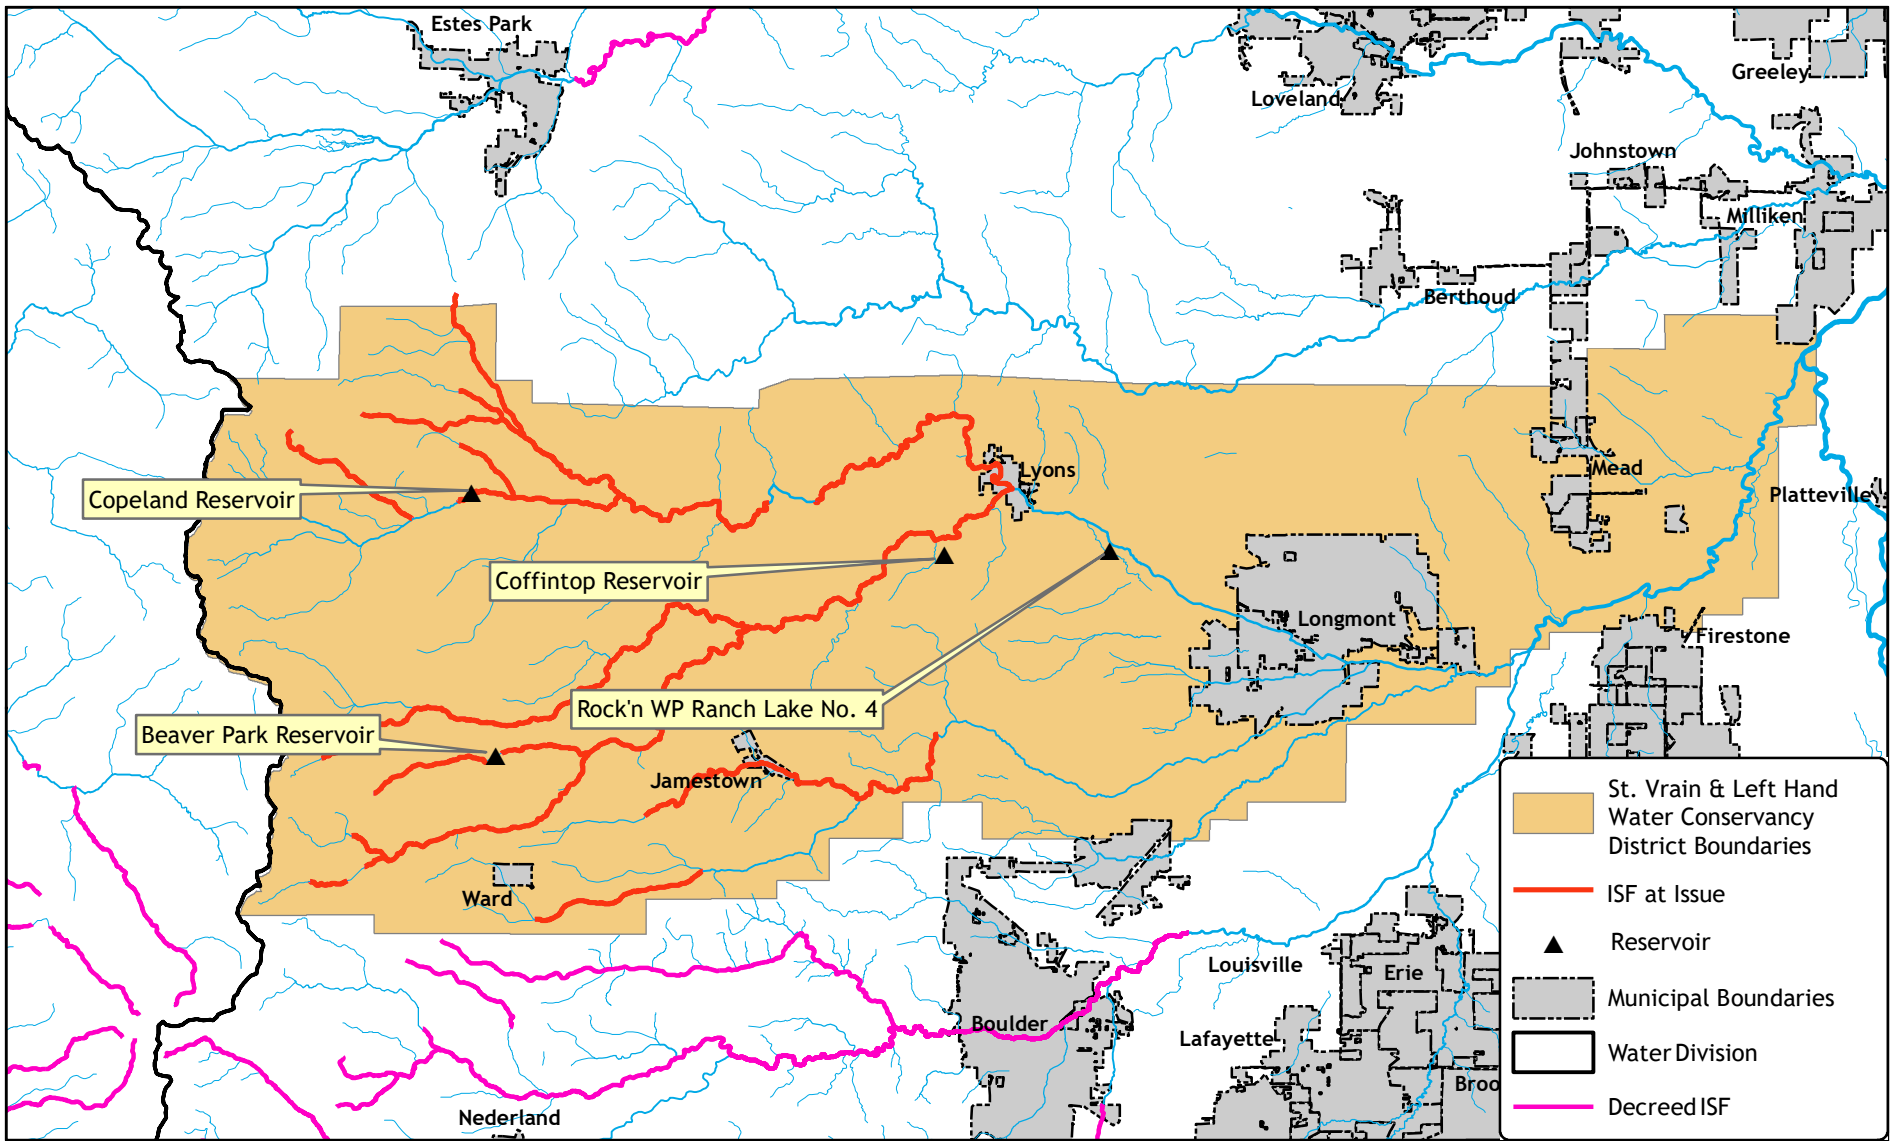 Estes Park
Loveland
Greeley
Johnstown
Milliken
Berthoud
Lyons
Mead
Platteville
Copeland Reservoir
Coffintop Reservoir
Longmont
Firestone
Rock'n WP Ranch Lake No. 4
Beaver Park Reservoir
Jamestown
Ward
Louisville
Erie
Boulder
Lafayette
Broo
Nederland
St. Vrain & Left Hand
Water Conservancy
District Boundaries
ISF at Issue
Reservoir
Municipal Boundaries
Water Division
Decreed ISF